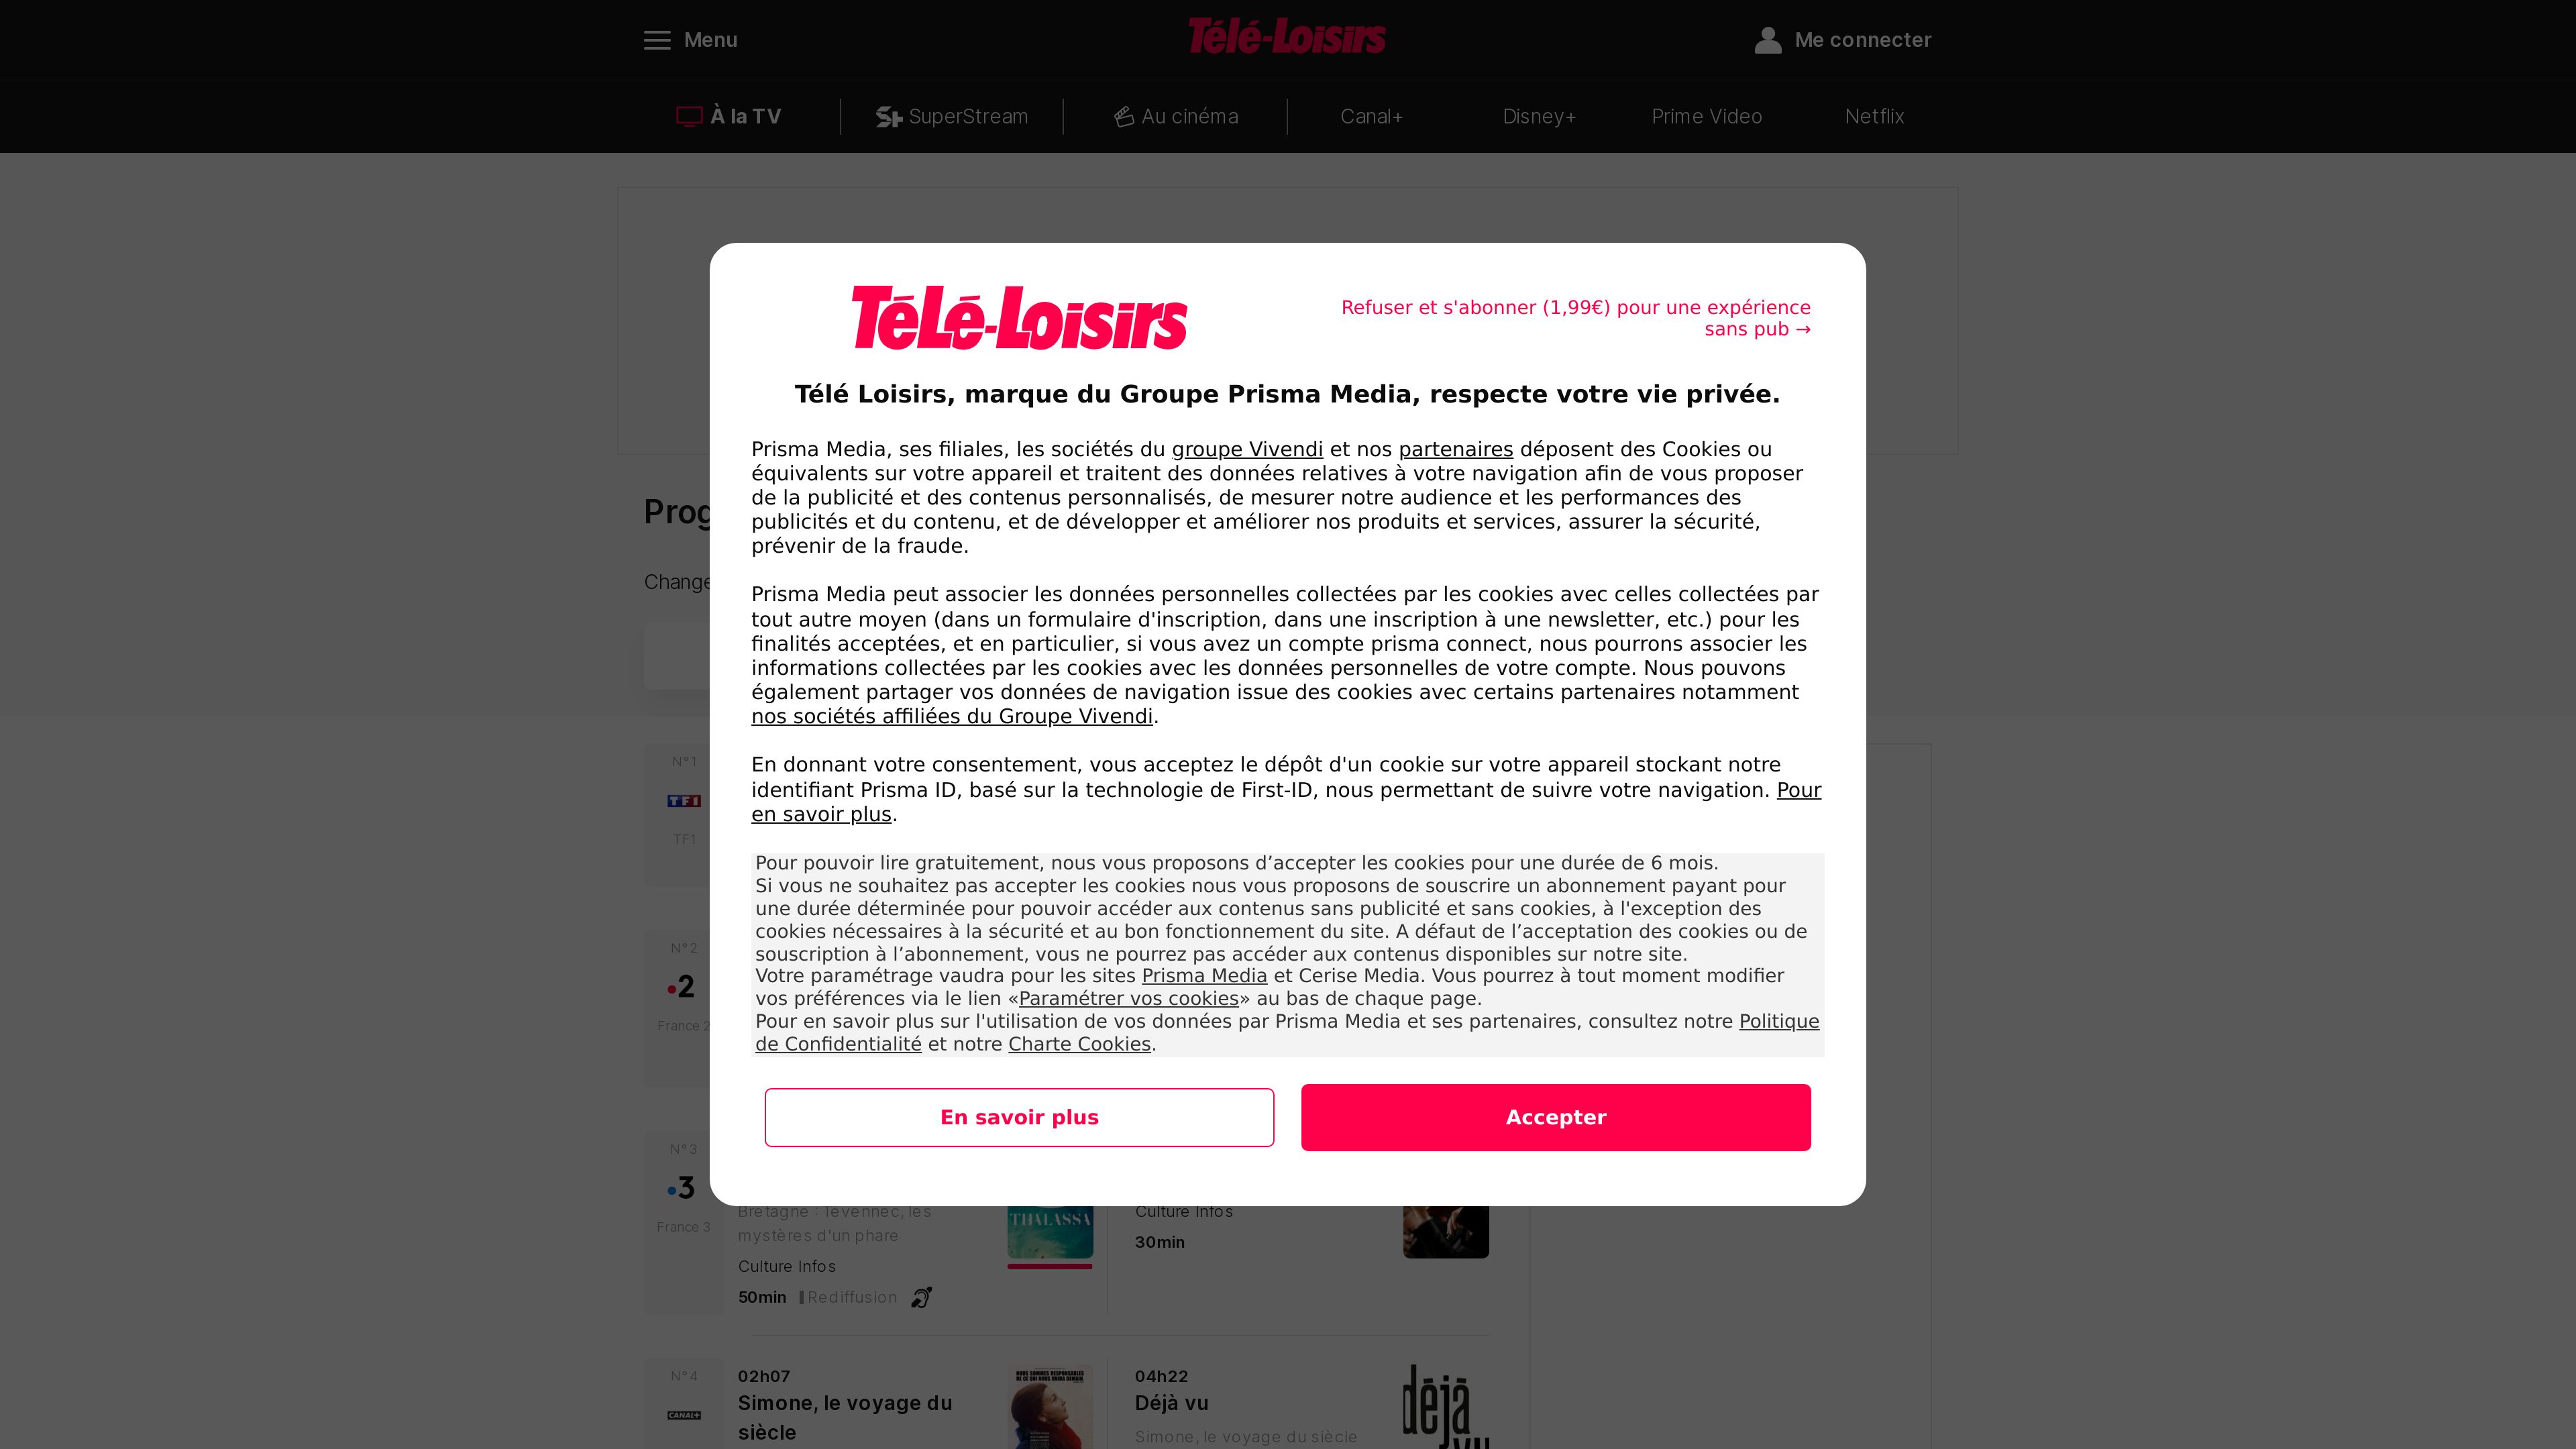 Menu
Télé-Loisirs
Me connecter
À la TV
SuperStream
Au cinéma
Canal+
Disney+
Prime Video
Netflix
Télé-Loisirs
Refuser et s'abonner (1,99€) pour une expérience
sans pub →
Télé Loisirs, marque du Groupe Prisma Media, respecte votre vie privée.
Prisma Media, ses filiales, les sociétés du groupe Vivendi et nos partenaires déposent des Cookies ou
équivalents sur votre appareil et traitent des données relatives à votre navigation afin de vous proposer
de la publicité et des contenus personnalisés, de mesurer notre audience et les performances des
publicités et du contenu, et de développer et améliorer nos produits et services, assurer la sécurité,
prévenir de la fraude.
Prisma Media peut associer les données personnelles collectées par les cookies avec celles collectées par
tout autre moyen (dans un formulaire d'inscription, dans une inscription à une newsletter, etc.) pour les
finalités acceptées, et en particulier, si vous avez un compte prisma connect, nous pourrons associer les
informations collectées par les cookies avec les données personnelles de votre compte. Nous pouvons
également partager vos données de navigation issue des cookies avec certains partenaires notamment
nos sociétés affiliées du Groupe Vivendi.
En donnant votre consentement, vous acceptez le dépôt d'un cookie sur votre appareil stockant notre
identifiant Prisma ID, basé sur la technologie de First-ID, nous permettant de suivre votre navigation. Pour
en savoir plus.
Pour pouvoir lire gratuitement, nous vous proposons d’accepter les cookies pour une durée de 6 mois.
Si vous ne souhaitez pas accepter les cookies nous vous proposons de souscrire un abonnement payant pour
une durée déterminée pour pouvoir accéder aux contenus sans publicité et sans cookies, à l'exception des
cookies nécessaires à la sécurité et au bon fonctionnement du site. A défaut de l’acceptation des cookies ou de
souscription à l’abonnement, vous ne pourrez pas accéder aux contenus disponibles sur notre site.
Votre paramétrage vaudra pour les sites Prisma Media et Cerise Media. Vous pourrez à tout moment modifier
vos préférences via le lien «Paramétrer vos cookies» au bas de chaque page.
Pour en savoir plus sur l'utilisation de vos données par Prisma Media et ses partenaires, consultez notre Politique
de Confidentialité et notre Charte Cookies.
En savoir plus
Accepter
Prog
Change
N°1
TF1
TF1
N°2
2
France 2
N°3
3
France 3
Bretagne : Tévennec, les
mystères d'un phare
Culture Infos
50min
Rediffusion
THALASSA
Culture Infos
30min
N°4
CANAL+
02h07
Simone, le voyage du
siècle
NOUS SOMMES RESPONSABLES
DE CE QUI NOUS UNIRA DEMAIN.
04h22
Déjà vu
Simone, le voyage du siècle
déjà
vu